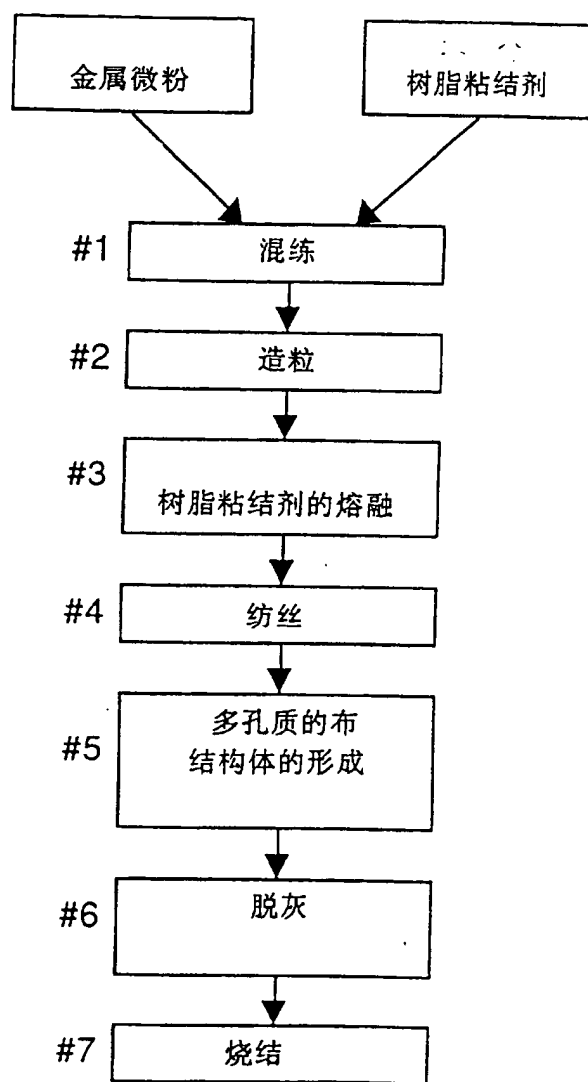 金属微粉
树脂粘结剂
#1 混练
#2 造粒
#3 树脂粘结剂的熔融
#4 纺丝
#5 多孔质的布
结构体的形成
#6 脱灰
#7 烧结